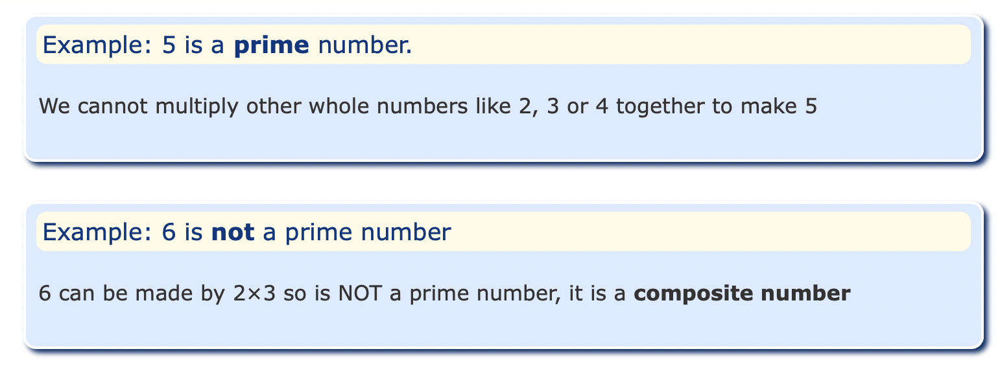 Example: 5 is a prime number.
We cannot multiply other whole numbers like 2, 3 or 4 together to make 5
Example: 6 is not a prime number
6 can be made by 2×3 so is NOT a prime number, it is a composite number